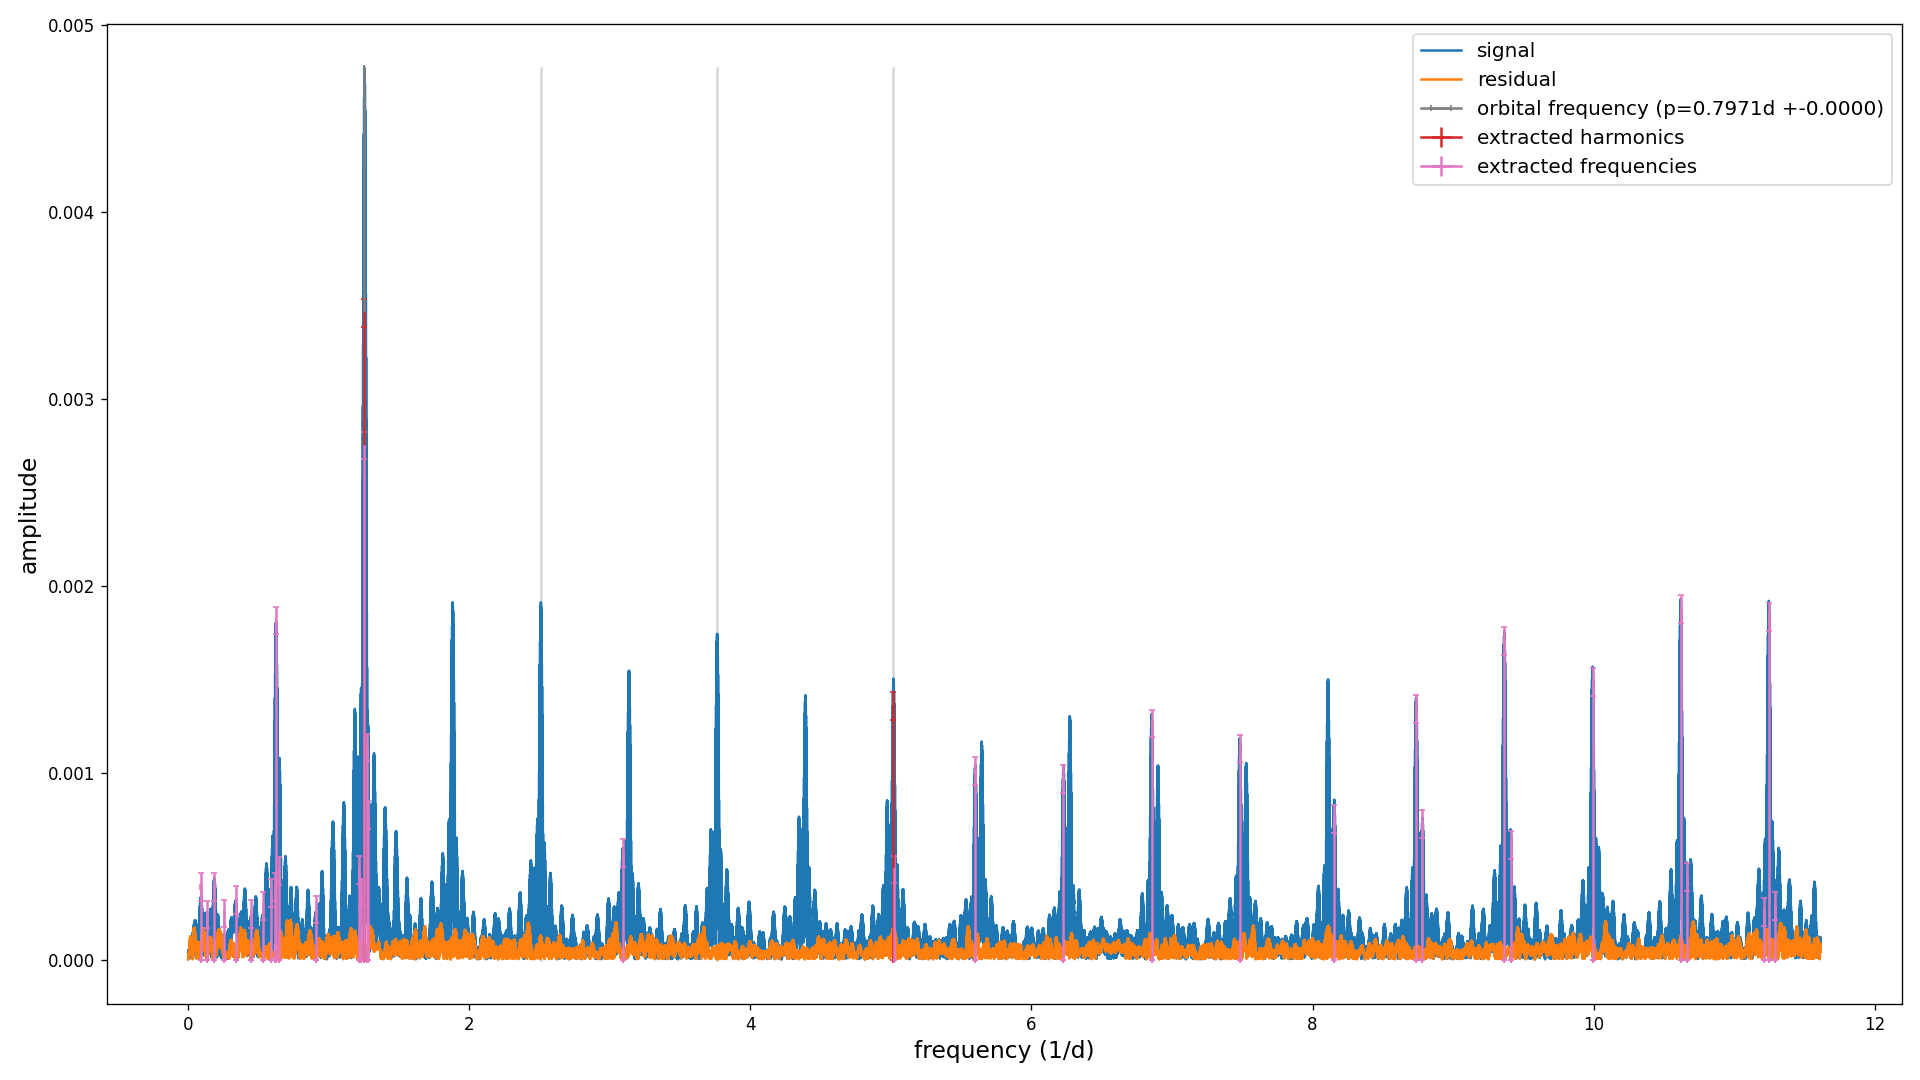 0.005
0.004
0.003
0.002
0.001
0.000
amplitude
0
2
4
6
8
10
12
frequency (1/d)
signal
residual
orbital frequency (p=0.7971d +-0.0000)
extracted harmonics
extracted frequencies